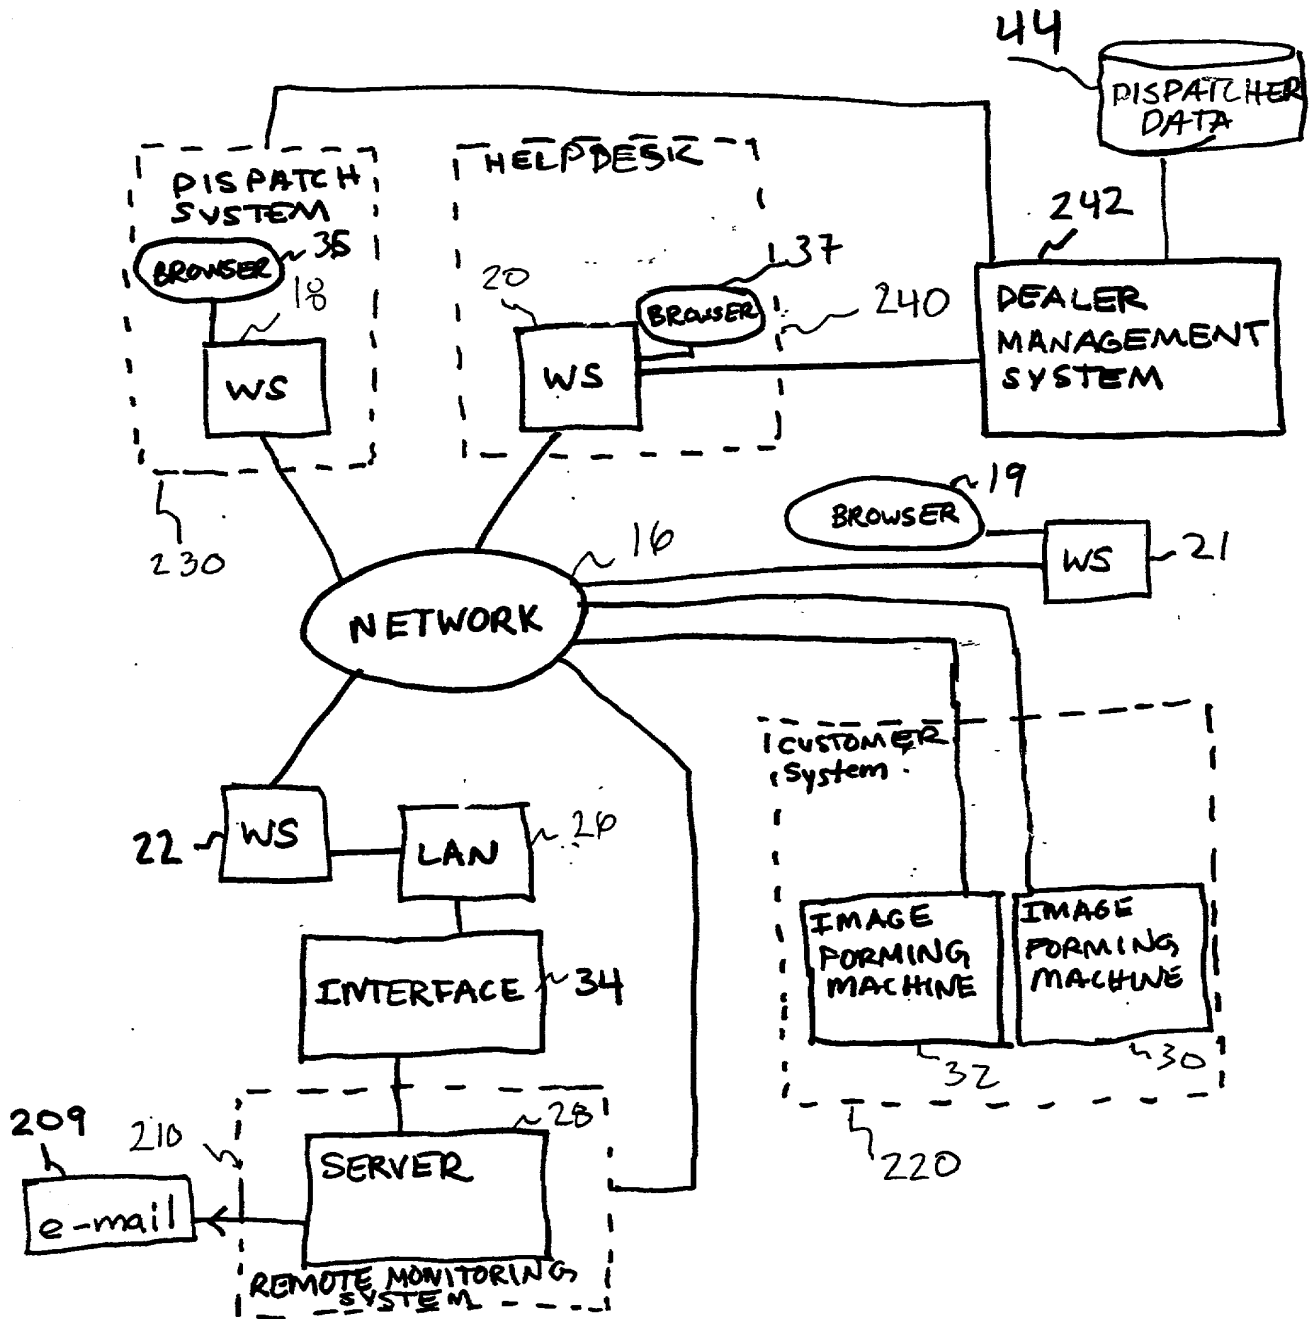 44
DISPATCHER
DATA
HELPDESK
DISPATCH
SYSTEM
242
35
BROWSER
18
WS
20
37
BROWSER
WS
240
DEALER
MANAGEMENT
SYSTEM
230
19
BROWSER
WS
21
16
NETWORK
CUSTOMER
System
22
WS
LAN
26
IMAGE
FORMING
MACHINE
IMAGE
FORMING
MACHINE
INTERFACE
34
32
30
209
210
28
220
SERVER
e-mail
REMOTE MONITORING
SYSTEM